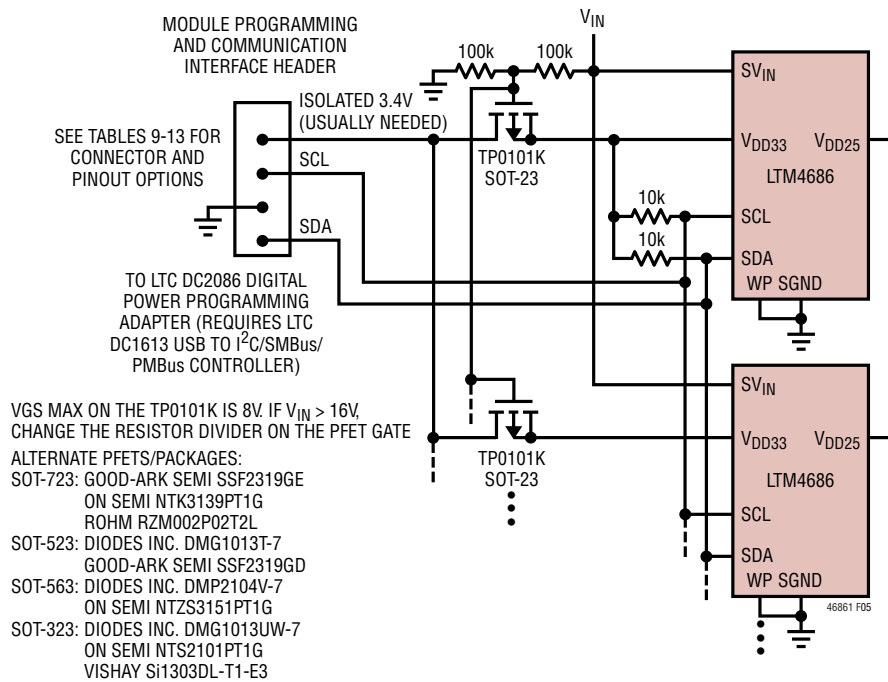 MODULE PROGRAMMING
AND COMMUNICATION
INTERFACE HEADER
SEE TABLES 9-13 FOR
CONNECTOR AND
PINOUT OPTIONS
ISOLATED 3.4V
(USUALLY NEEDED)
SCL
SDA
TO LTC DC2086 DIGITAL
POWER PROGRAMMING
ADAPTER (REQUIRES LTC
DC1613 USB TO I²C/SMBus/
PMBus CONTROLLER)
VIN
100k
100k
TP0101K
SOT-23
10k
10k
SVIN
VDD33
VDD25
LTM4686
SCL
SDA
WP SGND
TP0101K
SOT-23
SVIN
VDD33
VDD25
LTM4686
SCL
SDA
WP SGND
46861 F05
VGS MAX ON THE TP0101K IS 8V. IF VIN > 16V,
CHANGE THE RESISTOR DIVIDER ON THE PFET GATE
ALTERNATE PFETS/PACKAGES:
SOT-723: GOOD-ARK SEMI SSF2319GE
ON SEMI NTK3139PT1G
ROHM RZM002P02T2L
SOT-523: DIODES INC. DMG1013T-7
GOOD-ARK SEMI SSF2319GD
SOT-563: DIODES INC. DMP2104V-7
ON SEMI NTZS3151PT1G
SOT-323: DIODES INC. DMG1013UW-7
ON SEMI NTS2101PT1G
VISHAY Si1303DL-T1-E3